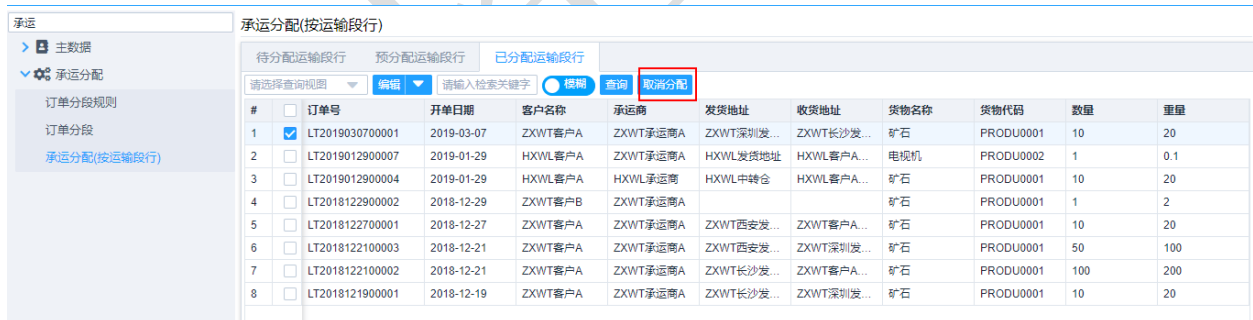 承运
主数据
承运分配
订单分段规则
订单分段
承运分配(按运输段行)
承运分配(按运输段行)
待分配运输段行 预分配运输段行 已分配运输段行
请选择查询视图 编辑 请输入检索关键字 模糊 查询 取消分配
# 订单号 开单日期 客户名称 承运商 发货地址 收货地址 货物名称 货物代码 数量 重量
1 LT2019030700001 2019-03-07 ZXWT客户A ZXWT承运商A ZXWT深圳发... ZXWT长沙发... 矿石 PRODU0001 10 20
2 LT2019012900007 2019-01-29 HXWL客户A ZXWT承运商A HXWL发货地址 HXWL客户A... 电视机 PRODU0002 1 0.1
3 LT2019012900004 2019-01-29 HXWL客户A HXWL承运商 HXWL中转仓 HXWL客户A... 矿石 PRODU0001 10 20
4 LT2018122900002 2018-12-29 ZXWT客户B ZXWT承运商A 矿石 PRODU0001 1 2
5 LT2018122700001 2018-12-27 ZXWT客户A ZXWT承运商A ZXWT西安发... ZXWT客户A... 矿石 PRODU0001 10 20
6 LT2018122100003 2018-12-21 ZXWT客户A ZXWT承运商A ZXWT西安发... ZXWT深圳发... 矿石 PRODU0001 50 100
7 LT2018122100002 2018-12-21 ZXWT客户A ZXWT承运商A ZXWT长沙发... ZXWT客户A... 矿石 PRODU0001 100 200
8 LT2018121900001 2018-12-19 ZXWT客户A ZXWT承运商A ZXWT长沙发... ZXWT深圳发... 矿石 PRODU0001 10 20